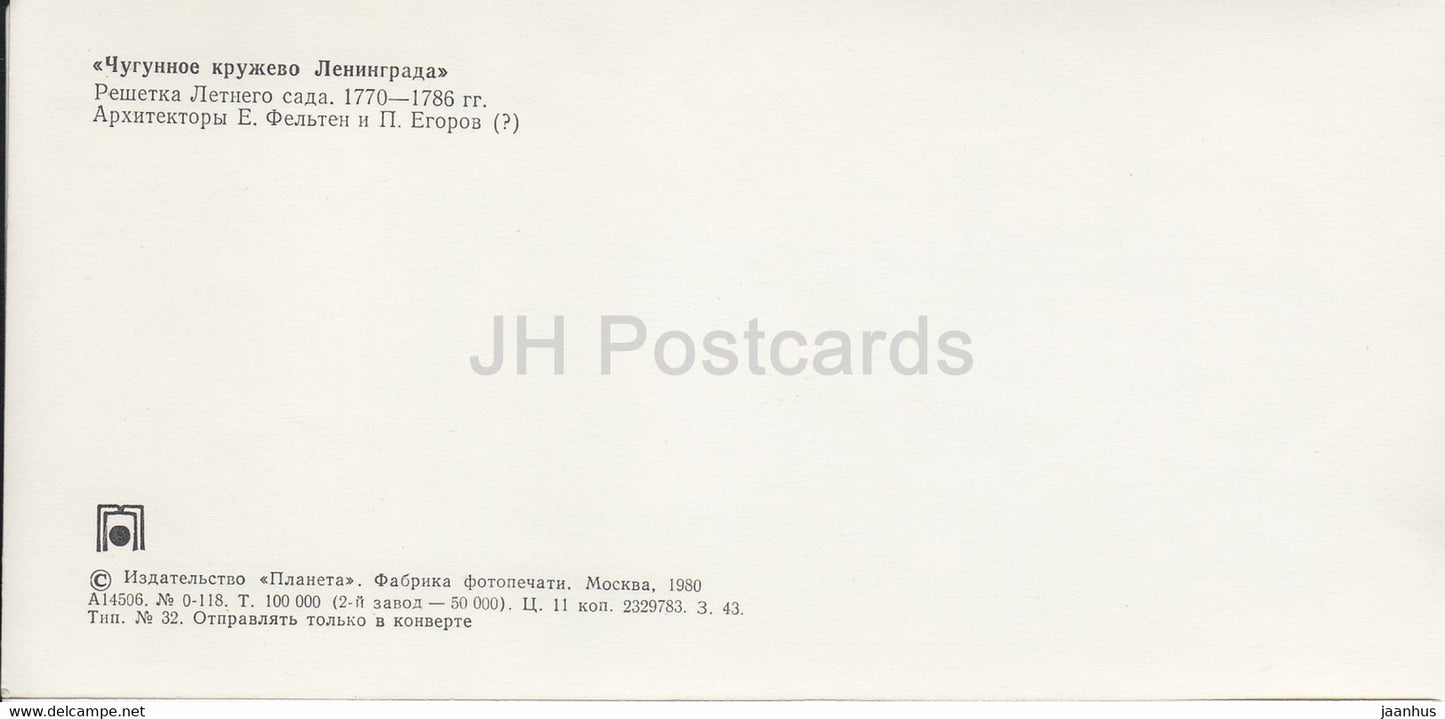 «Чугунное кружево Ленинграда»
Решетка Летнего сада. 1770—1786 гг.
Архитекторы Е. Фельтен и П. Егоров (?)
JH Postcards
© Издательство «Планета». Фабрика фотопечати. Москва, 1980
А14506. № 0-118. Т. 100 000 (2-й завод — 50 000). Ц. 11 коп. 2329783. З. 43.
Тип. № 32. Отправлять только в конверте
www.delcampe.net
jaanhus